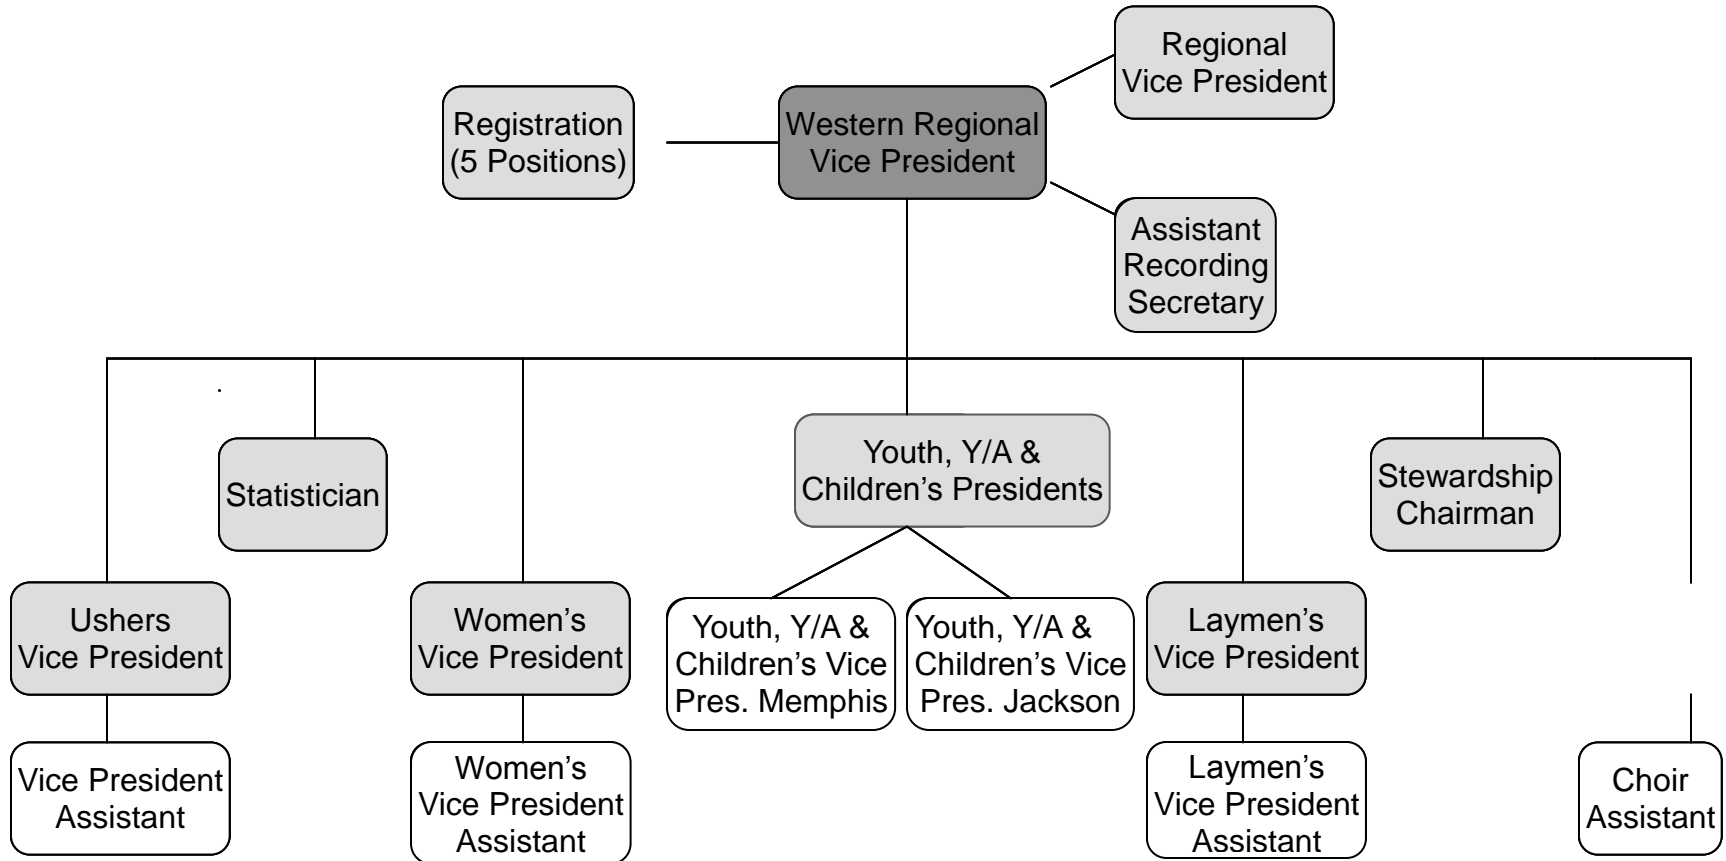 Regional
Vice President
Registration
(5 Positions)
Western Regional
Vice President
Assistant
Recording
Secretary
Statistician
Youth, Y/A &
Children’s Presidents
Stewardship
Chairman
Ushers
Vice President
Women’s
Vice President
Youth, Y/A &
Children’s Vice
Pres. Memphis
Youth, Y/A &
Children’s Vice
Pres. Jackson
Laymen’s
Vice President
Vice President
Assistant
Women’s
Vice President
Assistant
Laymen’s
Vice President
Assistant
Choir
Assistant